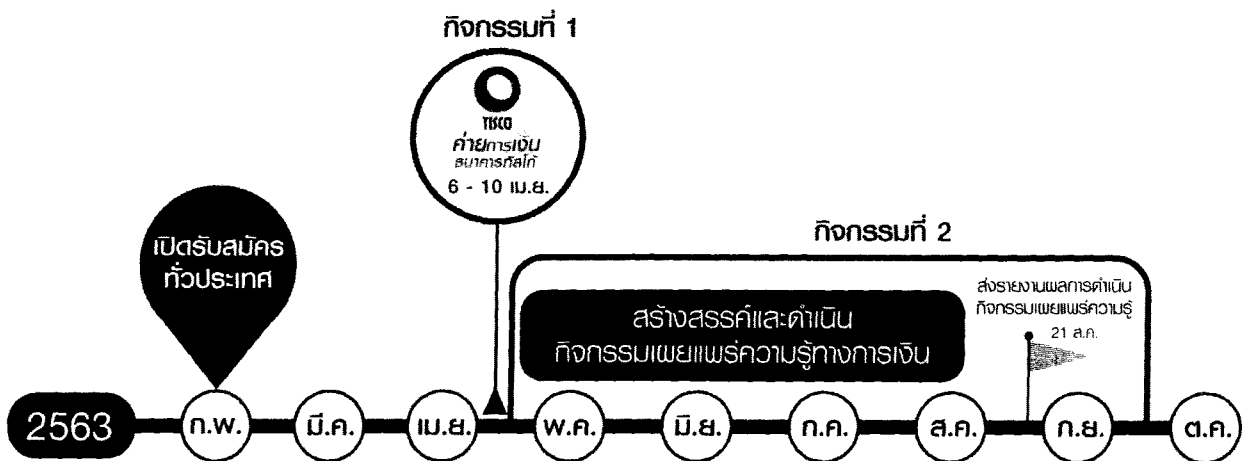 กิจกรรมที่ 1
TISCO
ค่ายการเงิน
ธนาคารทิสโก้
6 - 10 เม.ย.
เปิดรับสมัคร
ทั่วประเทศ
กิจกรรมที่ 2
สร้างสรรค์และดำเนิน
กิจกรรมเผยแพร่ความรู้ทางการเงิน
ส่งรายงานผลการดำเนิน
กิจกรรมเผยแพร่ความรู้
21 ส.ค.
2563 ก.พ. มี.ค. เม.ย. พ.ค. มิ.ย. ก.ค. ส.ค. ก.ย. ต.ค.